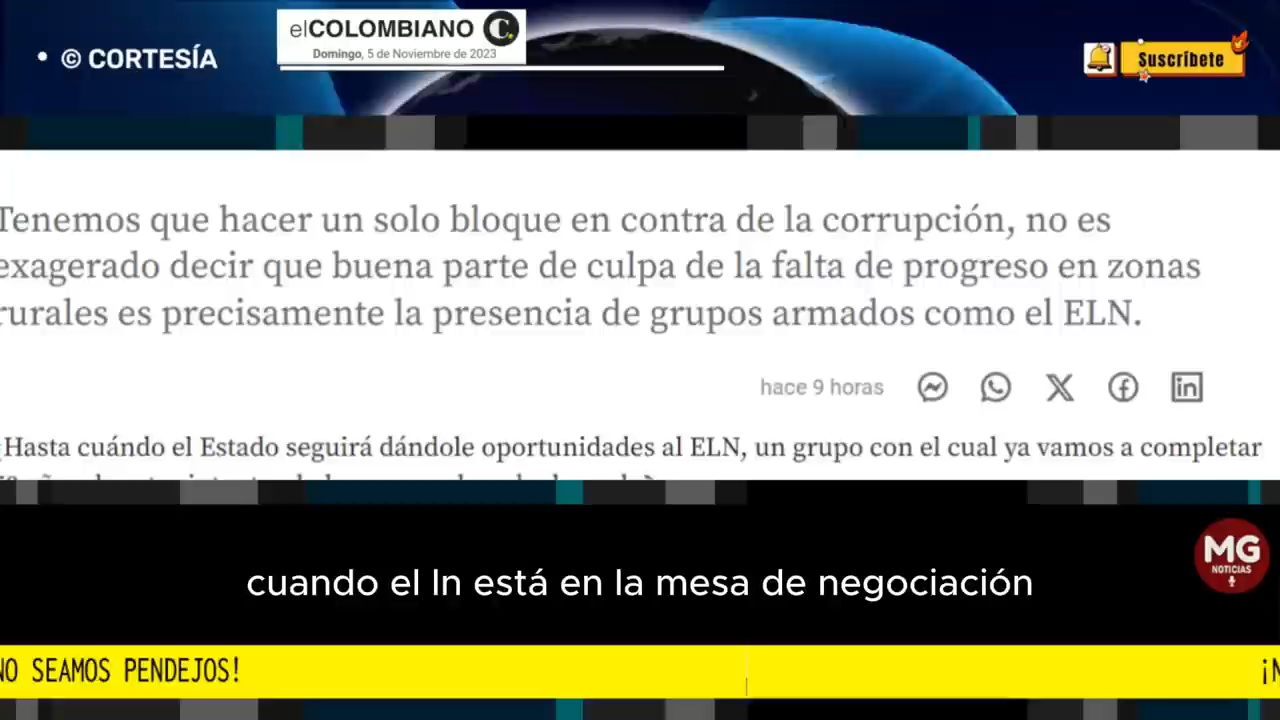 • © CORTESÍA
elCOLOMBIANO C.
Domingo, 5 de Noviembre de 2023
Suscríbete
Tenemos que hacer un solo bloque en contra de la corrupción, no es
exagerado decir que buena parte de culpa de la falta de progreso en zonas
rurales es precisamente la presencia de grupos armados como el ELN.
hace 9 horas
¿Hasta cuándo el Estado seguirá dándole oportunidades al ELN, un grupo con el cual ya vamos a completar
MG
NOTICIAS
cuando el ln está en la mesa de negociación
NO SEAMOS PENDEJOS!
¡N